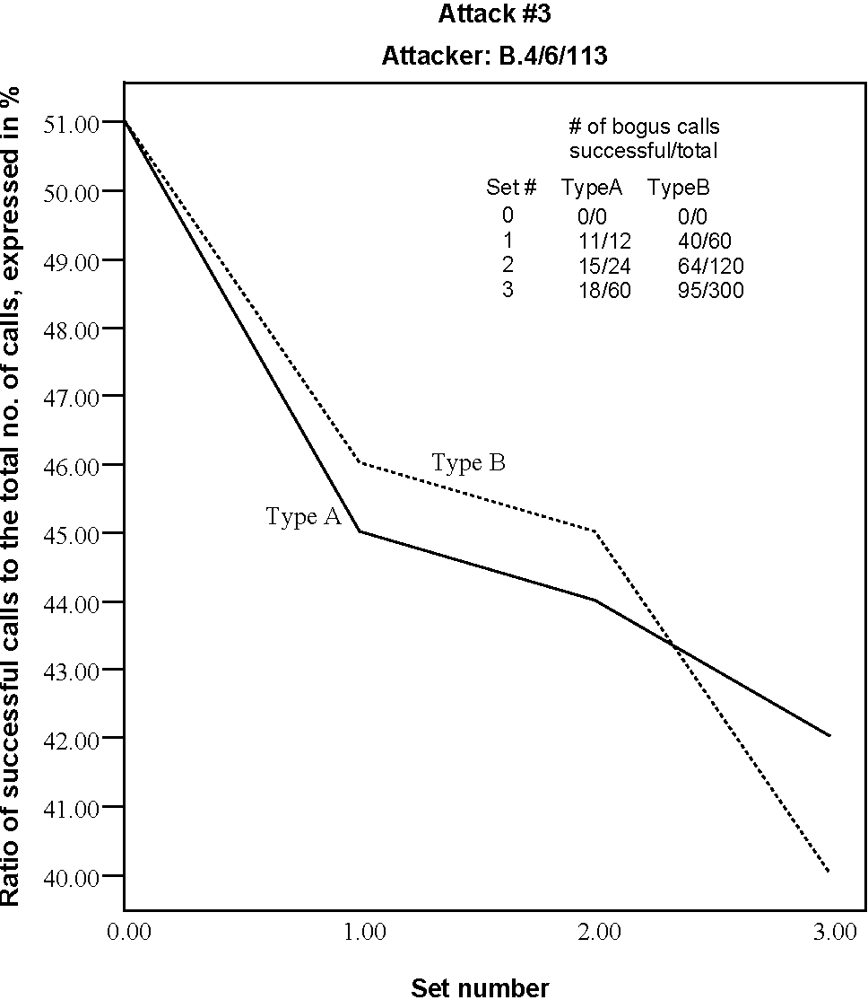 Attack #3
Attacker: B.4/6/113
Ratio of successful calls to the total no. of calls, expressed in %
51.00
50.00
49.00
48.00
47.00
46.00
45.00
44.00
43.00
42.00
41.00
40.00
# of bogus calls
successful/total
Set # TypeA TypeB
0 0/0 0/0
1 11/12 40/60
2 15/24 64/120
3 18/60 95/300
Type B
Type A
0.00 1.00 2.00 3.00
Set number